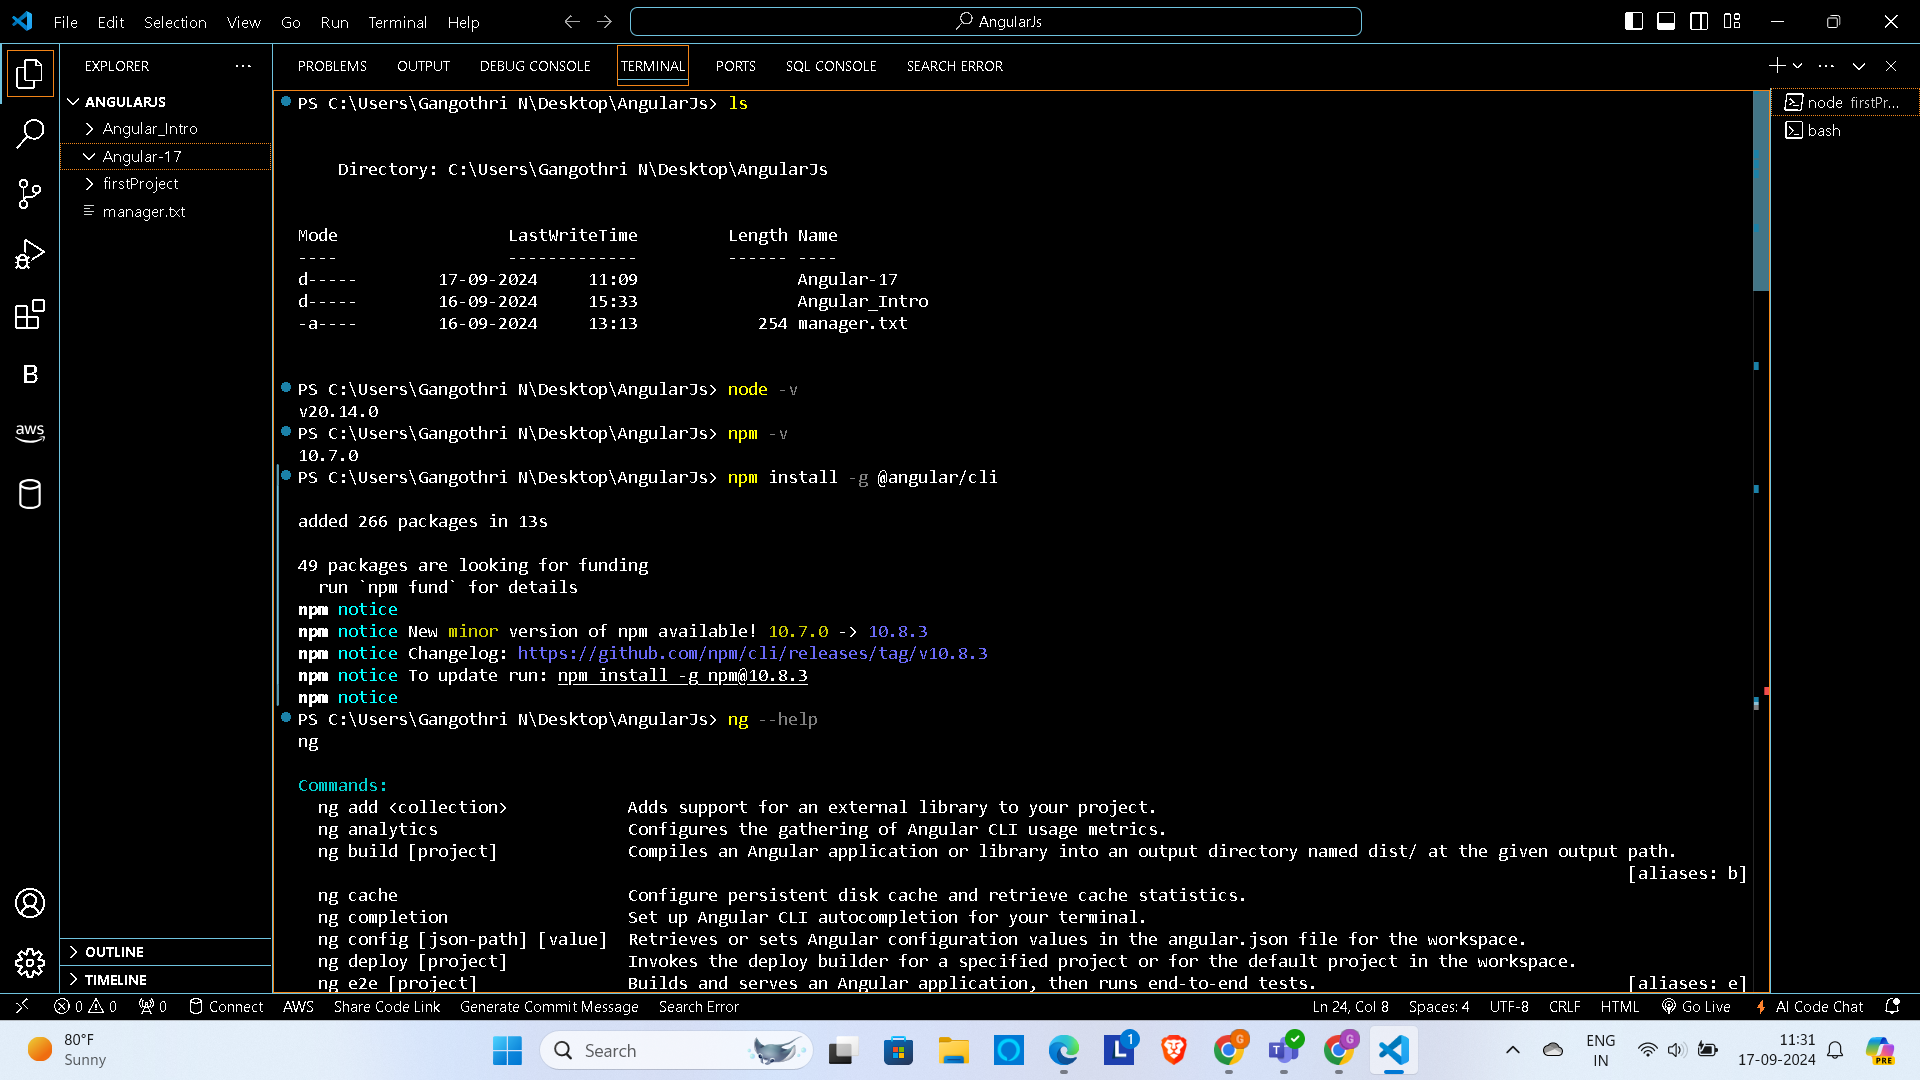 File Edit Selection View Go Run Terminal Help
AngularJs
EXPLORER
ANGULARJS
Angular_Intro
Angular-17
firstProject
manager.txt
OUTLINE
TIMELINE
B
aws
PROBLEMS OUTPUT DEBUG CONSOLE TERMINAL PORTS SQL CONSOLE SEARCH ERROR
node firstPr...
bash
PS C:\Users\Gangothri N\Desktop\AngularJs> ls
Directory: C:\Users\Gangothri N\Desktop\AngularJs
Mode LastWriteTime Length Name
---- ------------- ------ ----
d----- 17-09-2024 11:09 Angular-17
d----- 16-09-2024 15:33 Angular_Intro
-a---- 16-09-2024 13:13 254 manager.txt
PS C:\Users\Gangothri N\Desktop\AngularJs> node -v
v20.14.0
PS C:\Users\Gangothri N\Desktop\AngularJs> npm -v
10.7.0
PS C:\Users\Gangothri N\Desktop\AngularJs> npm install -g @angular/cli
added 266 packages in 13s
49 packages are looking for funding
run `npm fund` for details
npm notice
npm notice New minor version of npm available! 10.7.0 -> 10.8.3
npm notice Changelog: https://github.com/npm/cli/releases/tag/v10.8.3
npm notice To update run: npm install -g npm@10.8.3
npm notice
PS C:\Users\Gangothri N\Desktop\AngularJs> ng --help
ng
Commands:
ng add <collection> Adds support for an external library to your project.
ng analytics Configures the gathering of Angular CLI usage metrics.
ng build [project] Compiles an Angular application or library into an output directory named dist/ at the given output path.
[aliases: b]
ng cache Configure persistent disk cache and retrieve cache statistics.
ng completion Set up Angular CLI autocompletion for your terminal.
ng config [json-path] [value] Retrieves or sets Angular configuration values in the angular.json file for the workspace.
ng deploy [project] Invokes the deploy builder for a specified project or for the default project in the workspace.
ng e2e [project] Builds and serves an Angular application, then runs end-to-end tests. [aliases: e]
0 0 0 Connect AWS Share Code Link Generate Commit Message Search Error Ln 24, Col 8 Spaces: 4 UTF-8 CRLF HTML Go Live AI Code Chat
80°F
Sunny
Search
L 1
G
T
G
ENG
IN
11:31
17-09-2024
PRE